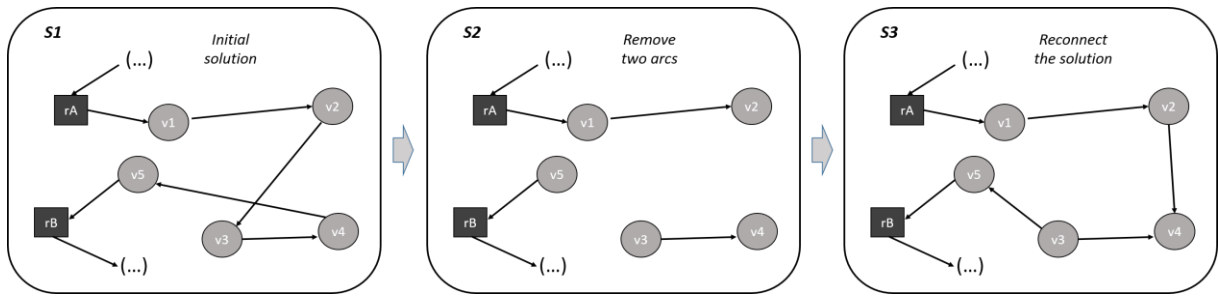 S1
Initial
solution
(...)
rA
v1
v2
v5
rB
v3
v4
(...)
S2
Remove
two arcs
(...)
rA
v1
v2
v5
rB
v3
v4
(...)
S3
Reconnect
the solution
(...)
rA
v1
v2
v5
rB
v3
v4
(...)